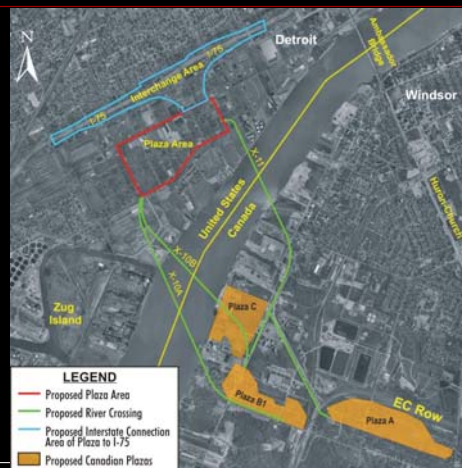 N
Detroit
Ambassador
Bridge
I-75
Interchange Area
I-75
Windsor
Plaza Area
X-11
United States
Canada
Huron-Church
X-10B
X-10A
Zug
Island
Plaza C
Plaza B1
Plaza A
EC Row
LEGEND
Proposed Plaza Area
Proposed River Crossing
Proposed Interstate Connection
Area of Plaza to I-75
Proposed Canadian Plazas